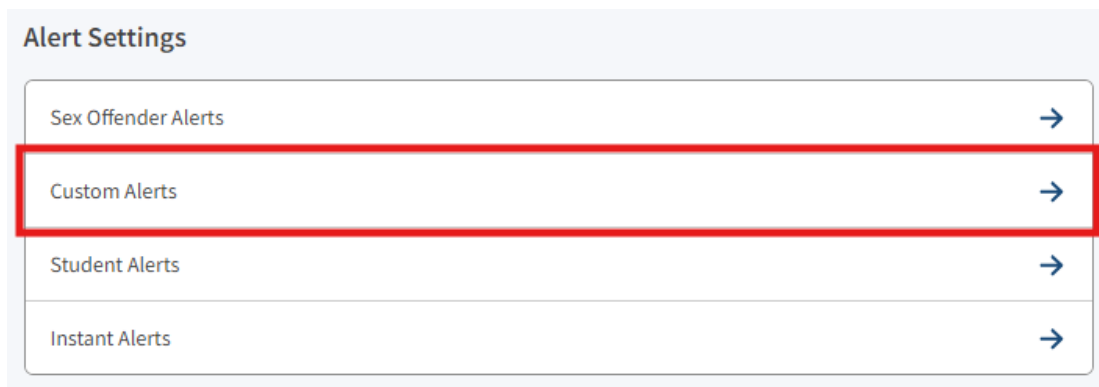 Alert Settings
Sex Offender Alerts
Custom Alerts
Student Alerts
Instant Alerts